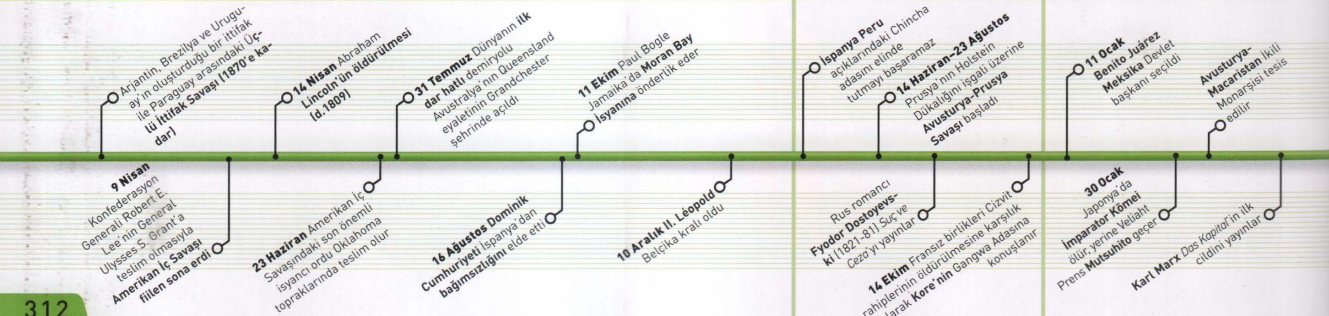 Arjantin, Brezilya ve Urugu-
ay'ın oluşturduğu bir ittifak
ile Paraguay arasındaki Üç-
lü İttifak Savaşı (1870'e ka-
dar)
9 Nisan
Konfederasyon
Generali Robert E.
Lee'nin General
Ulysses S. Grant'a
teslim olmasıyla
Amerikan İç Savaşı
fiilen sona erdi
14 Nisan Abraham
Lincoln'ün öldürülmesi
(d. 1809)
23 Haziran Amerikan İç
Savaşındaki son önemli
isyancı ordu Oklahoma
topraklarında teslim olur
31 Temmuz Dünyanın ilk
dar hatlı demiryolu
Avustralya'nın Queensland
eyaletinin Grandchester
şehrinde açıldı
16 Ağustos Dominik
Cumhuriyeti İspanya'dan
bağımsızlığını elde etti
11 Ekim Paul Bogle
Jamaika'da Moran Bay
İsyanına önderlik eder
10 Aralık II. Léopold
Belçika kralı oldu
İspanya Peru
açıklarındaki Chincha
adasını elinde
tutmayı başaramaz
14 Haziran–23 Ağustos
Prusya'nın Holstein
Dükalığını işgali üzerine
Avusturya-Prusya
Savaşı başladı
Rus romancı
Fyodor Dostoyevs-
ki (1821-81) Suç ve
Ceza'yı yayınlar
14 Ekim Fransız birlikleri Cizvit
rahiplerinin öldürülmesine karşılık
olarak Kore'nin Gangwa Adasına
konuşlanır
11 Ocak
Benito Juárez
Meksika Devlet
başkanı seçildi
30 Ocak
Japonya'da
İmparator Kōmei
ölür, yerine Veliaht
Prens Mutsuhito geçer
Avusturya-
Macaristan İkili
Monarşisi tesis
edilir
Karl Marx Das Kapital'in ilk
cildini yayınlar
312